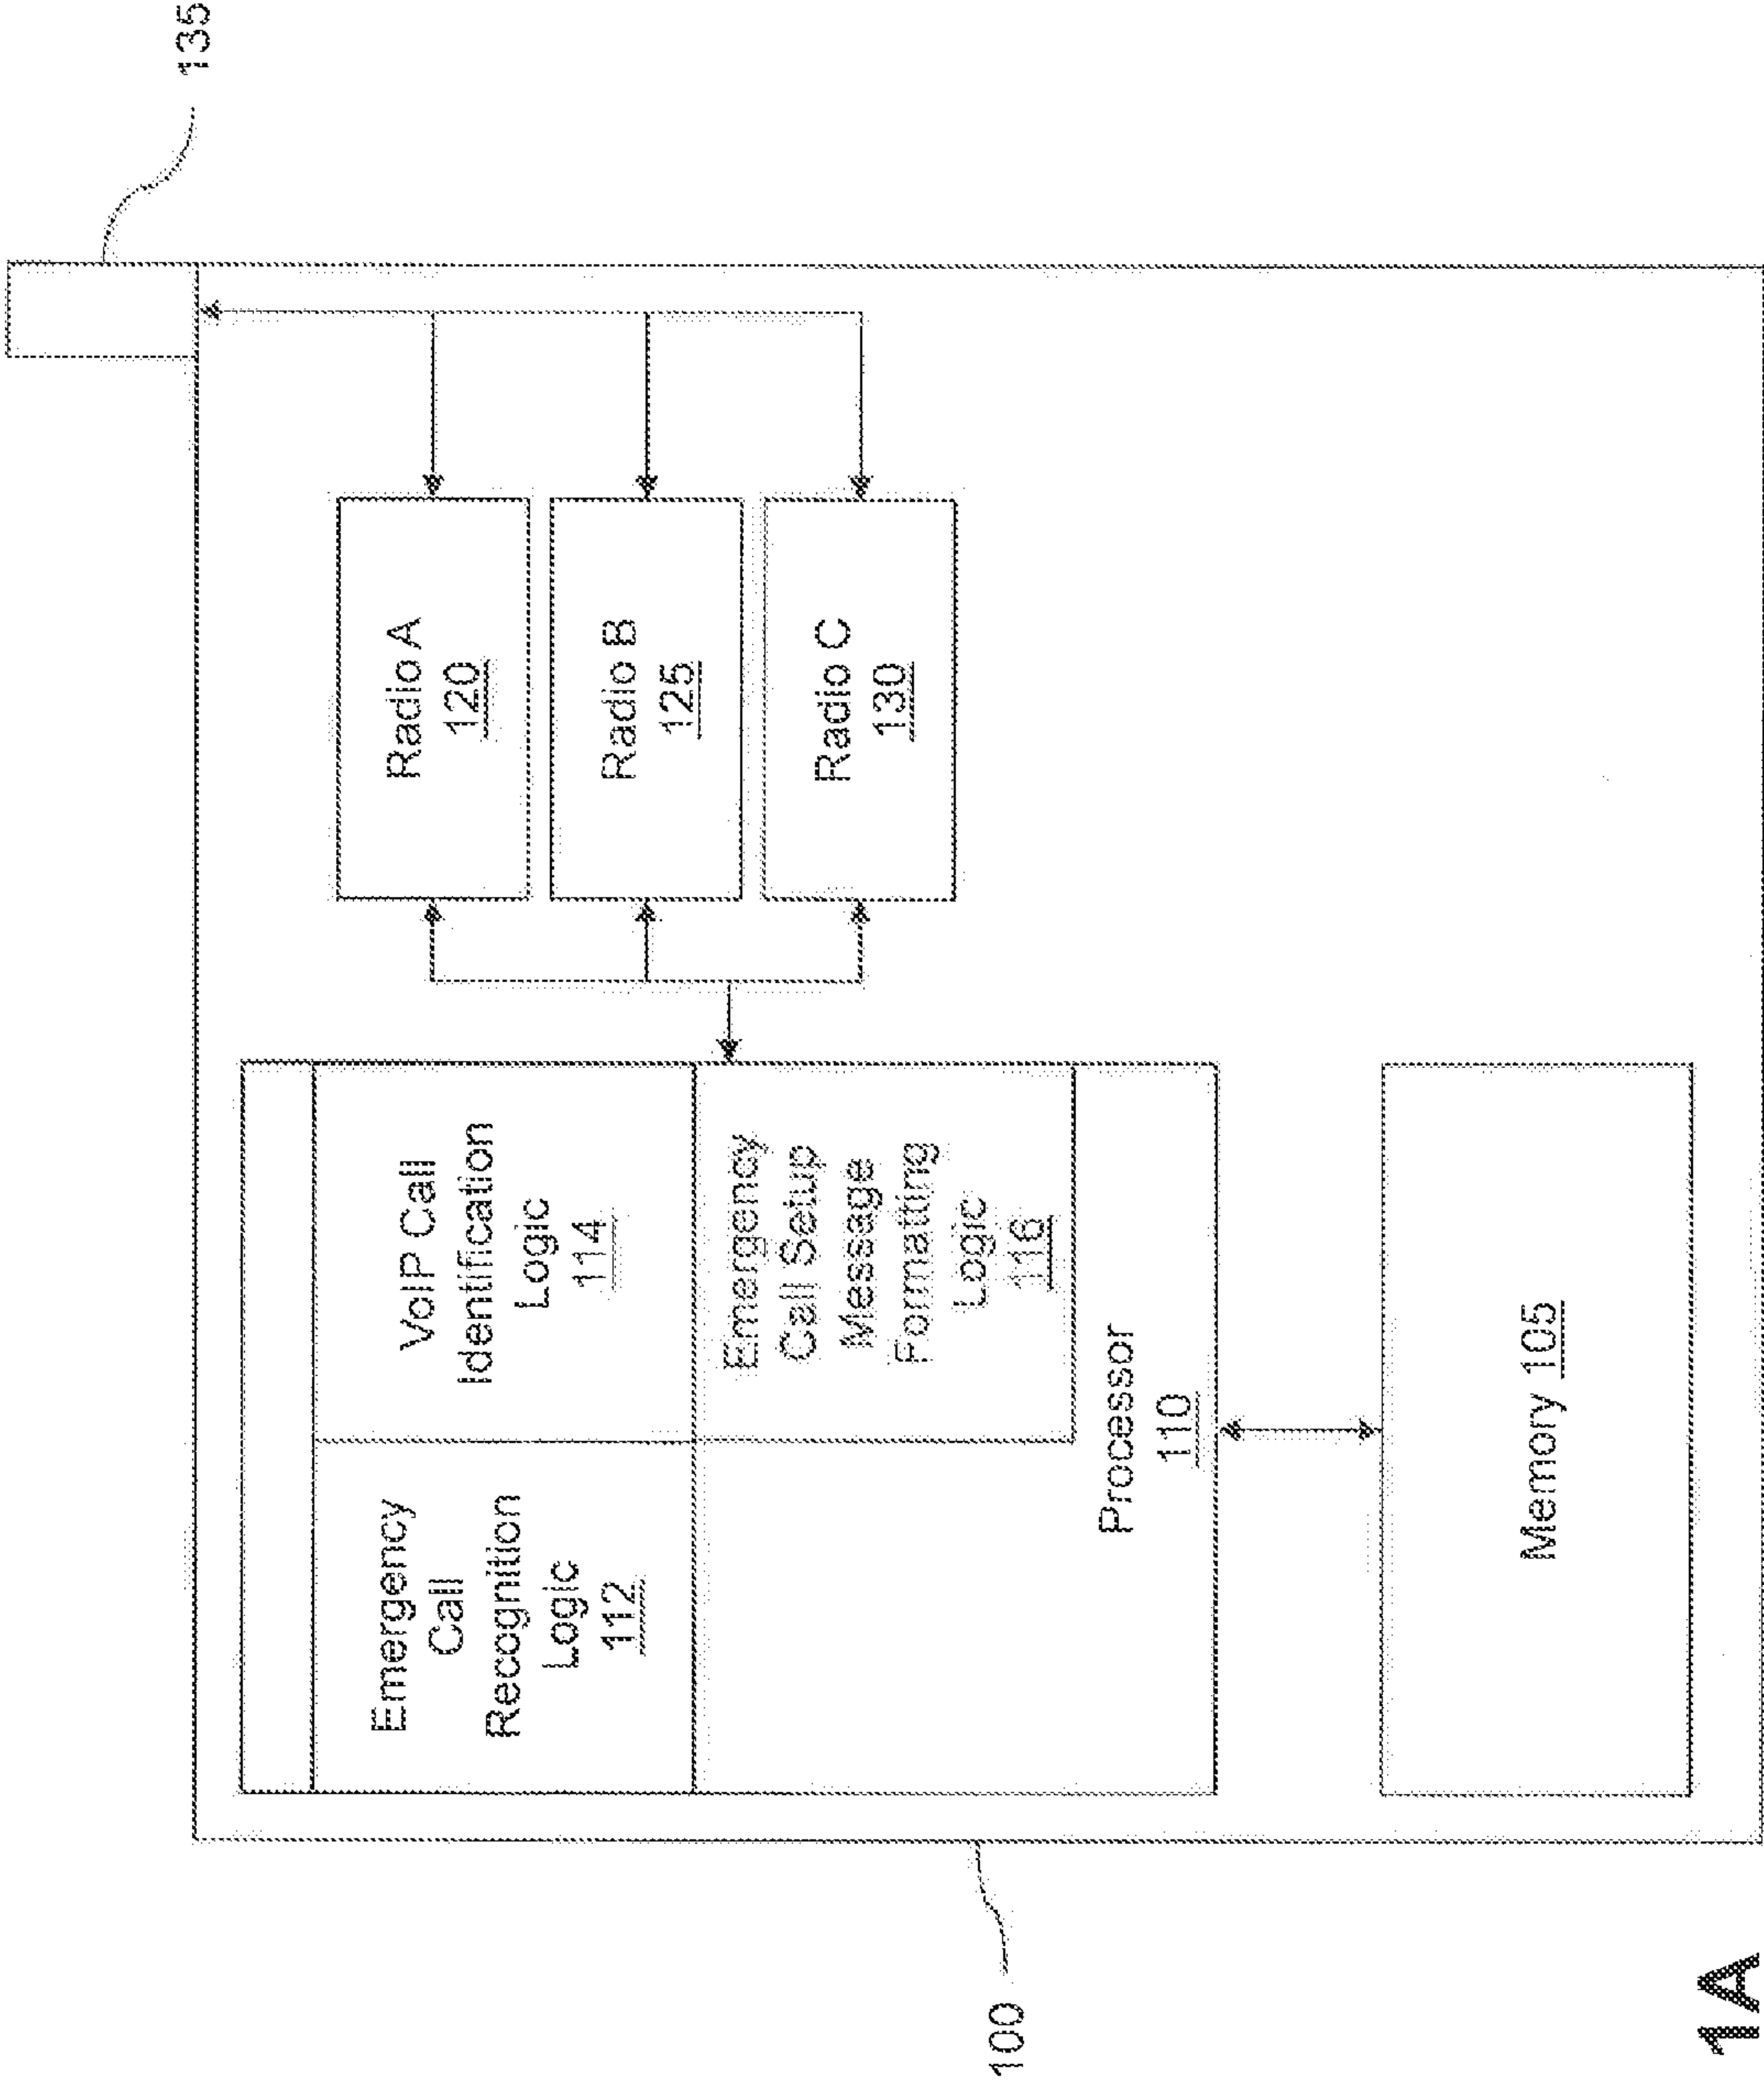 135
Emergency
Call
Recognition
Logic
112
VoIP Call
Identification
Logic
114
Emergency
Call Setup
Message
Formatting
Logic
116
Processor
110
Radio A
120
Radio B
125
Radio C
130
Memory 105
100
1A